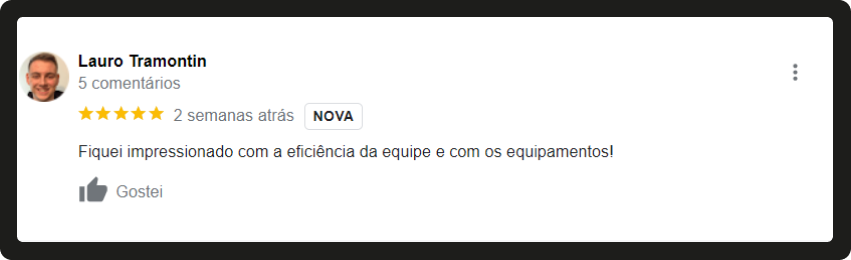 Lauro Tramontin
5 comentários
2 semanas atrás NOVA
Fiquei impressionado com a eficiência da equipe e com os equipamentos!
Gostei